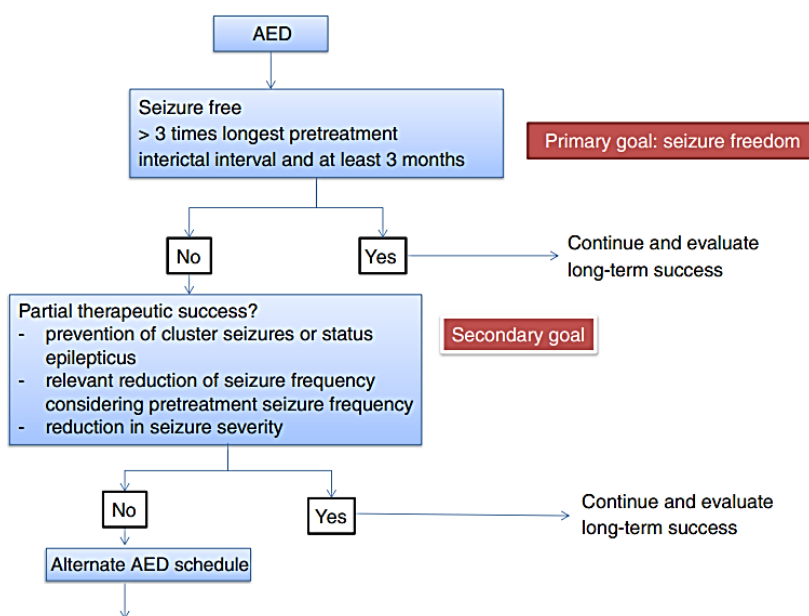 AED
Seizure free
> 3 times longest pretreatment
interictal interval and at least 3 months
Primary goal: seizure freedom
No
Yes
Continue and evaluate
long-term success
Partial therapeutic success?
- prevention of cluster seizures or status
epilepticus
- relevant reduction of seizure frequency
considering pretreatment seizure frequency
- reduction in seizure severity
Secondary goal
No
Yes
Continue and evaluate
long-term success
Alternate AED schedule